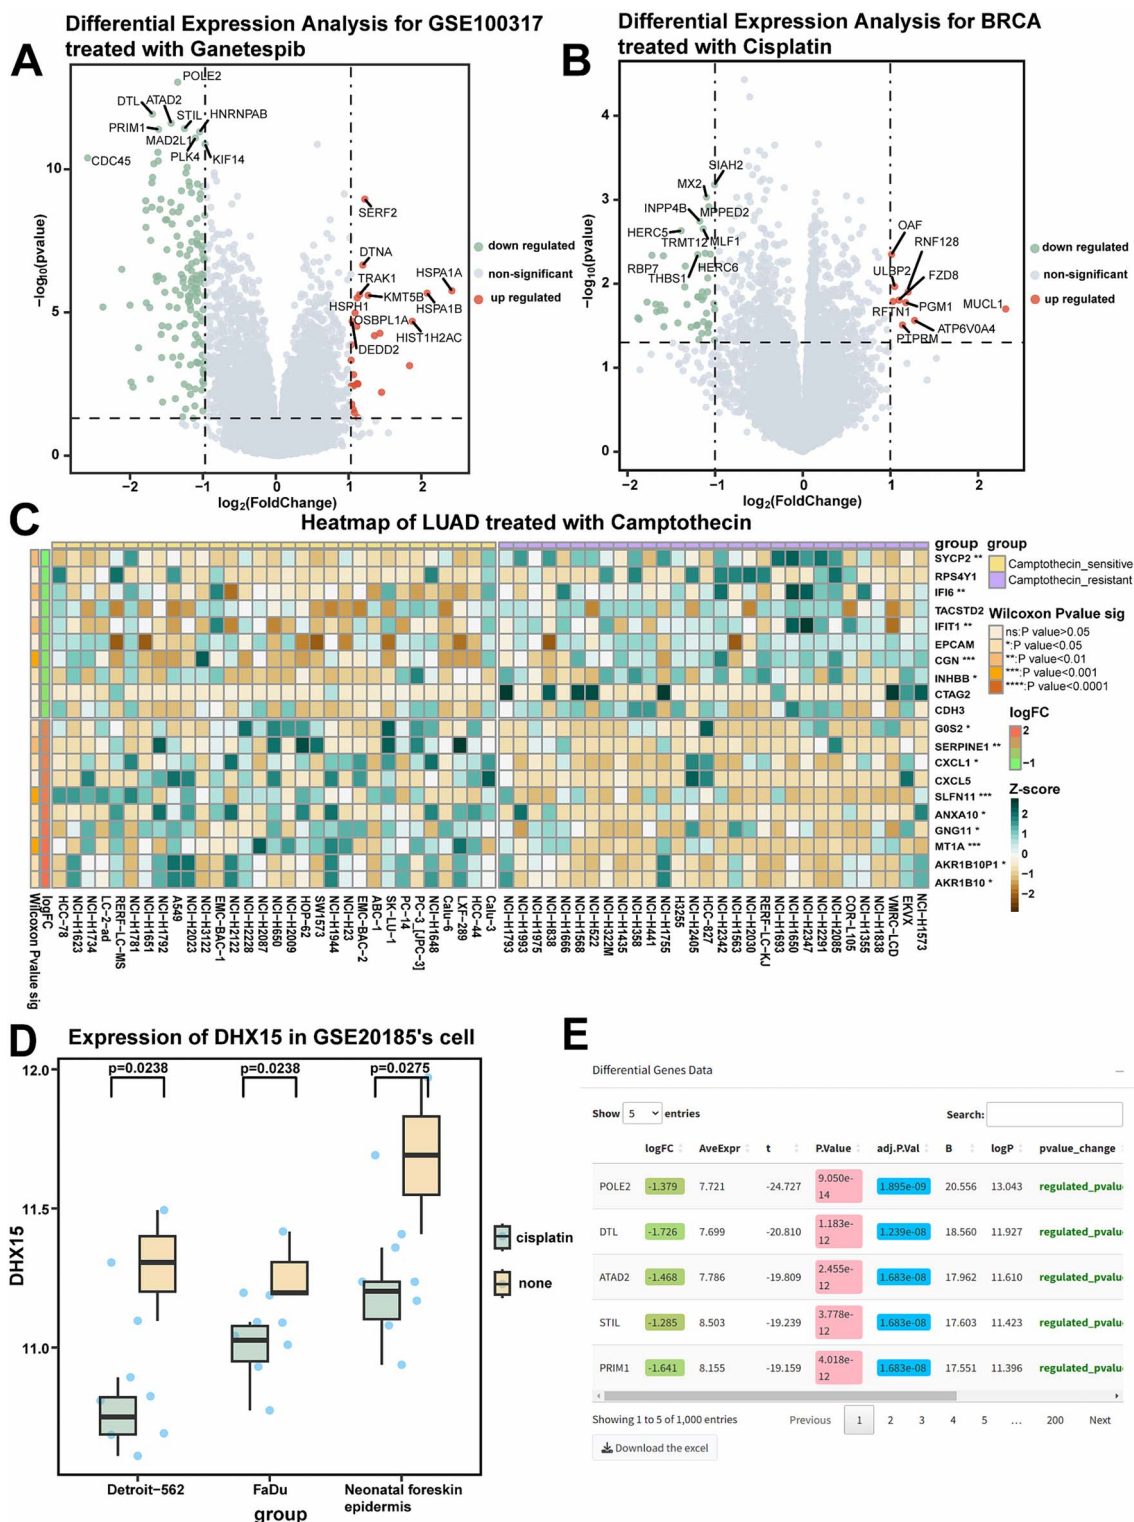 Differential Expression Analysis for GSE100317
treated with Ganetespib
A
POLE2
DTL
ATAD2
STIL
HNRNPAB
PRIM1
MAD2L1
PLK4
KIF14
CDC45
SERF2
DTNA
TRAK1
HSPA1A
KMT5B
HSPH1
HSPA1B
OSBPL1A
HIST1H2AC
DEDD2
10
5
0
−log10(pvalue)
−2
−1
0
1
2
log2(FoldChange)
down regulated
non-significant
up regulated
Differential Expression Analysis for BRCA
treated with Cisplatin
B
SIAH2
MX2
INPP4B
MPPED2
HERC5
TRMT12
MLF1
RBP7
HERC6
THBS1
OAF
RNF128
ULBP2
FZD8
MUCL1
RFTN1
PGM1
ATP6V0A4
PTPRM
4
3
2
1
0
−log10(pvalue)
−2
−1
0
1
2
log2(FoldChange)
down regulated
non-significant
up regulated
C
Heatmap of LUAD treated with Camptothecin
group
SYCP2 **
RPS4Y1
IFI6 **
TACSTD2
IFIT1 **
EPCAM
CGN ***
INHBB *
CTAG2
CDH3
G0S2 *
SERPINE1 **
CXCL1 *
CXCL5
SLFN11 ***
ANXA10 *
GNG11 *
MT1A ***
AKR1B10P1 *
AKR1B10 *
group
Camptothecin_sensitive
Camptothecin_resistant
Wilcoxon Pvalue sig
ns:P value>0.05
*:P value<0.05
**:P value<0.01
***:P value<0.001
****:P value<0.0001
logFC
2
−1
Z−score
2
1
0
−1
−2
Wilcoxon Pvalue sig
logFC
HCC-78
NCI-H1623
NCI-H1734
LC-2-ad
RERF-LC-MS
NCI-H1781
NCI-H1651
NCI-H1792
A549
NCI-H2023
NCI-H3122
EMC-BAC-1
NCI-H2122
NCI-H2228
NCI-H2087
NCI-H650
NCI-H2009
HOP-62
SW1573
NCI-H1944
NCI-H23
EMC-BAC-2
ABC-1
SK-LU-1
PC-14
PC-3_[JPC-3]
NCI-H1648
Calu-6
LXF-289
HCC-44
Calu-3
NCI-H1793
NCI-H1993
NCI-H1975
NCI-H838
NCI-H1666
NCI-H1568
NCI-H522
NCI-H322M
NCI-H1435
NCI-H358
NCI-H441
NCI-H1755
H3255
NCI-H2405
HCC-827
NCI-H2342
NCI-H1563
NCI-H2030
RERF-LC-KJ
NCI-H1693
NCI-H1650
NCI-H2347
NCI-H2291
NCI-H2085
COR-L105
NCI-H1355
NCI-H1838
VMRC-LCD
EKVX
NCI-H1573
D
Expression of DHX15 in GSE20185's cell
p=0.0238
p=0.0238
p=0.0275
12.0
11.5
11.0
DHX15
Detroit−562
FaDu
Neonatal foreskin
epidermis
group
cisplatin
none
E
Differential Genes Data
Show 5 entries
Search:
logFC AveExpr t P.Value adj.P.Val B logP pvalue_change
POLE2 -1.379 7.721 -24.727 9.050e-14 1.895e-09 20.556 13.043 regulated_pvalu
DTL -1.726 7.699 -20.810 1.183e-12 1.239e-08 18.560 11.927 regulated_pvalu
ATAD2 -1.468 7.786 -19.809 2.455e-12 1.683e-08 17.962 11.610 regulated_pvalu
STIL -1.285 8.503 -19.239 3.778e-12 1.683e-08 17.603 11.423 regulated_pvalu
PRIM1 -1.641 8.155 -19.159 4.018e-12 1.683e-08 17.551 11.396 regulated_pvalu
Showing 1 to 5 of 1,000 entries
Previous 1 2 3 4 5 … 200 Next
Download the excel